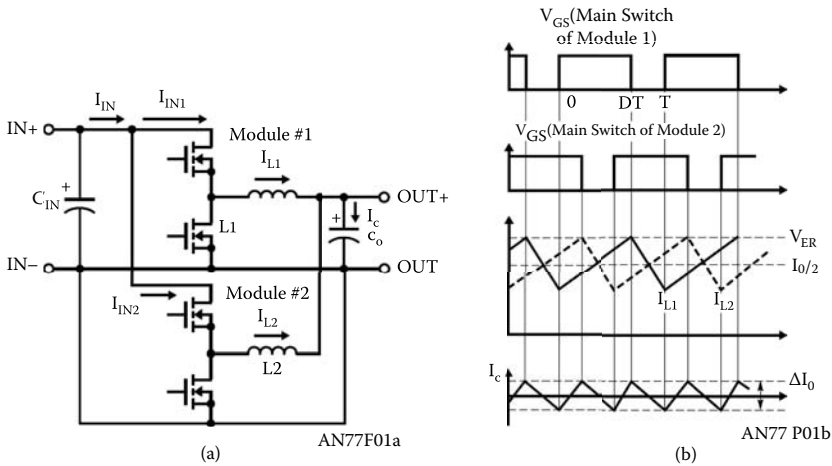 I_IN
I_IN1
IN+
Module #1
I_L1
C_IN
+
L1
OUT+
+
I_c
c_o
IN–
OUT
Module #2
I_IN2
I_L2
L2
AN77F01a
(a)
V_GS(Main Switch
of Module 1)
0
DT
T
V_GS(Main Switch of Module 2)
V_ER
I_0/2
I_L1
I_L2
I_c
ΔI_0
AN77 P01b
(b)